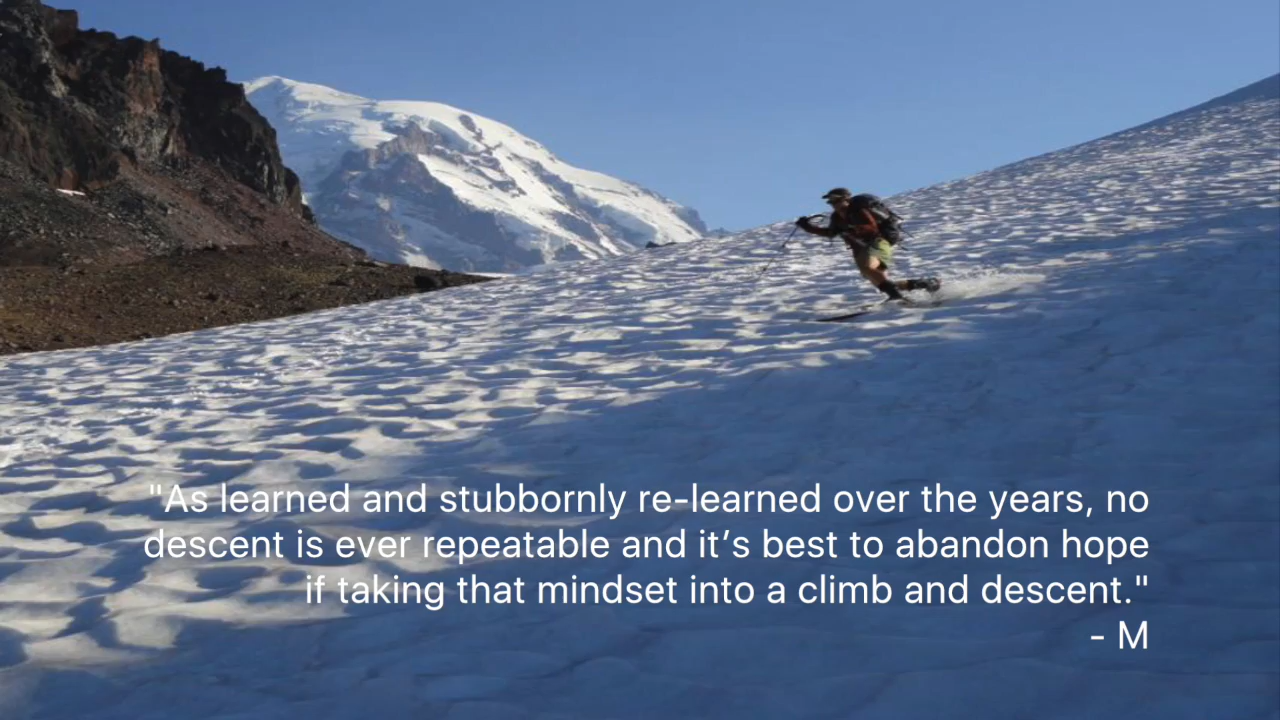 "As learned and stubbornly re-learned over the years, no
descent is ever repeatable and it’s best to abandon hope
if taking that mindset into a climb and descent."
- M